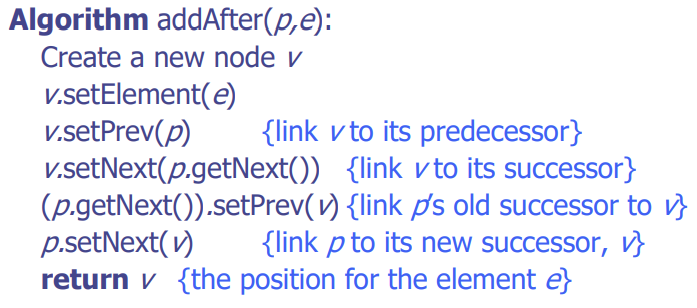 Algorithm addAfter(p,e):
Create a new node v
v.setElement(e)
v.setPrev(p) {link v to its predecessor}
v.setNext(p.getNext()) {link v to its successor}
(p.getNext()).setPrev(v) {link p's old successor to v}
p.setNext(v) {link p to its new successor, v}
return v {the position for the element e}